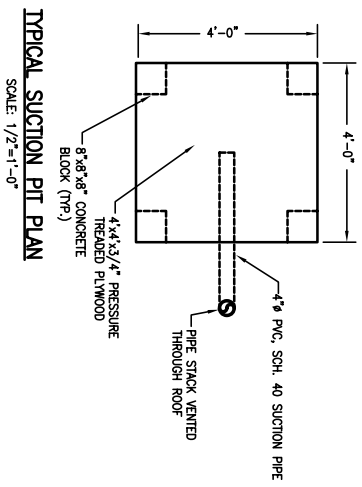 4'-0"
4'-0"
4"ø PVC, SCH. 40 SUCTION PIPE
PIPE STACK VENTED
THROUGH ROOF
4'x4'x3/4" PRESSURE
TREADED PLYWOOD
8"x8"x8" CONCRETE
BLOCK (TYP.)
TYPICAL SUCTION PIT PLAN
SCALE: 1/2"=1'-0"